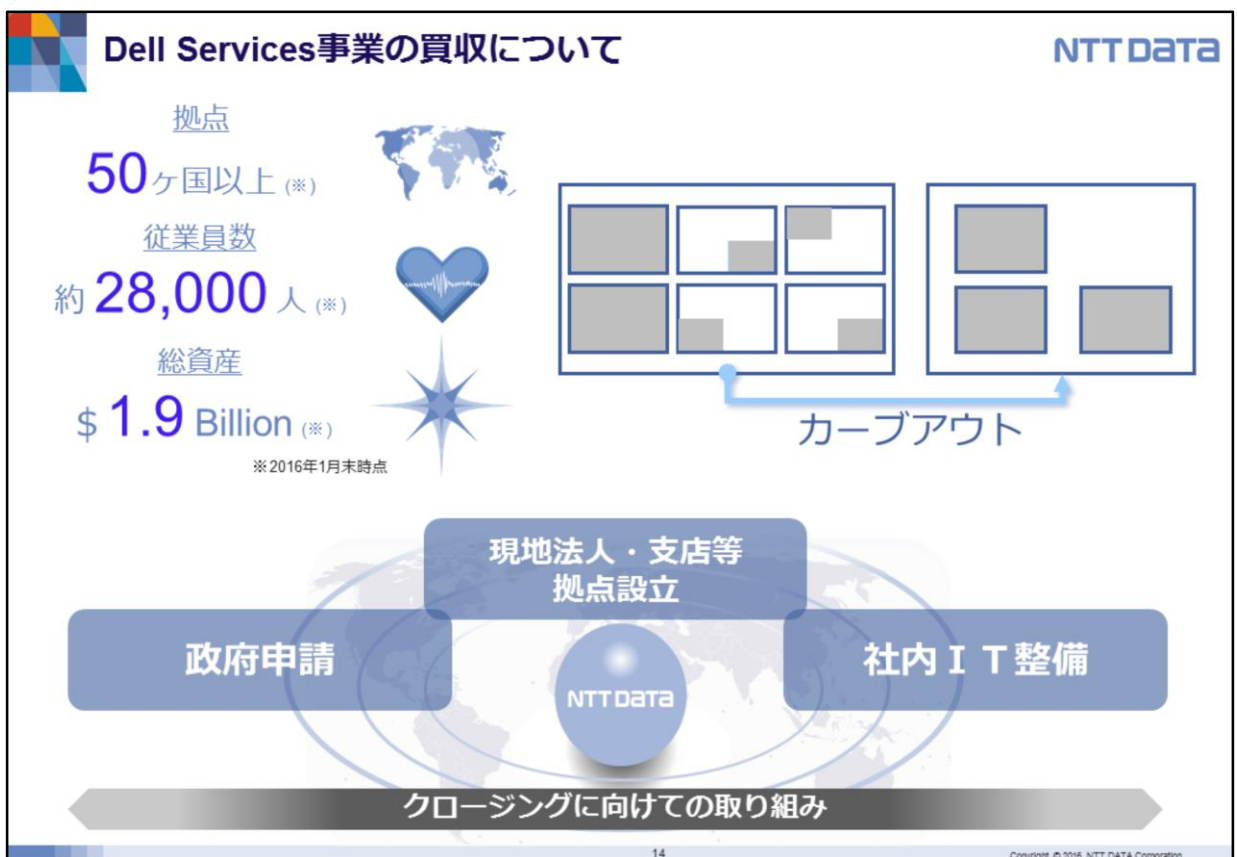 Dell Services事業の買収について
NTT DATA
拠点
50ヶ国以上 (※)
従業員数
約 28,000 人 (※)
総資産
$ 1.9 Billion (※)
※2016年1月末時点
カーブアウト
現地法人・支店等
拠点設立
政府申請
社内ＩＴ整備
NTT DATA
クロージングに向けての取り組み
14
Copyright © 2016 NTT DATA Corporation